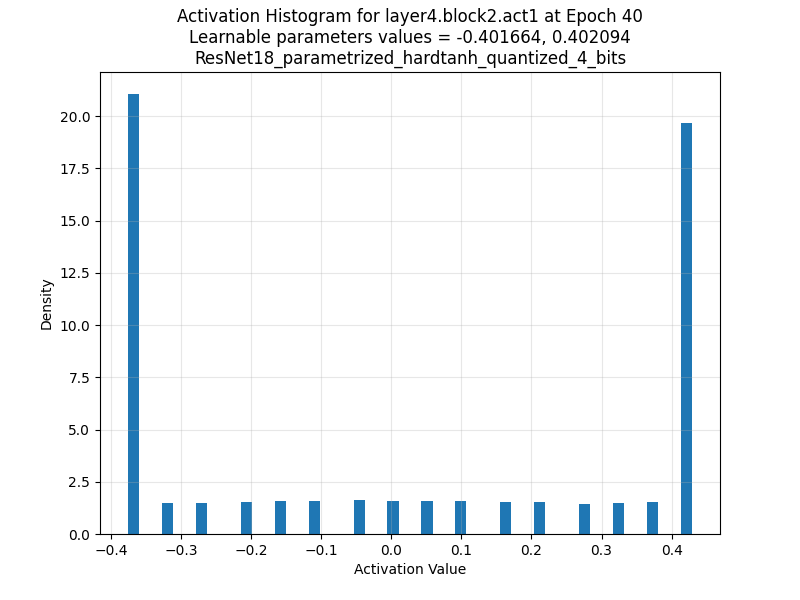 Activation Histogram for layer4.block2.act1 at Epoch 40
Learnable parameters values = -0.401664, 0.402094
ResNet18_parametrized_hardtanh_quantized_4_bits
20.0
17.5
15.0
12.5
10.0
7.5
5.0
2.5
0.0
Density
−0.4 −0.3 −0.2 −0.1 0.0 0.1 0.2 0.3 0.4
Activation Value